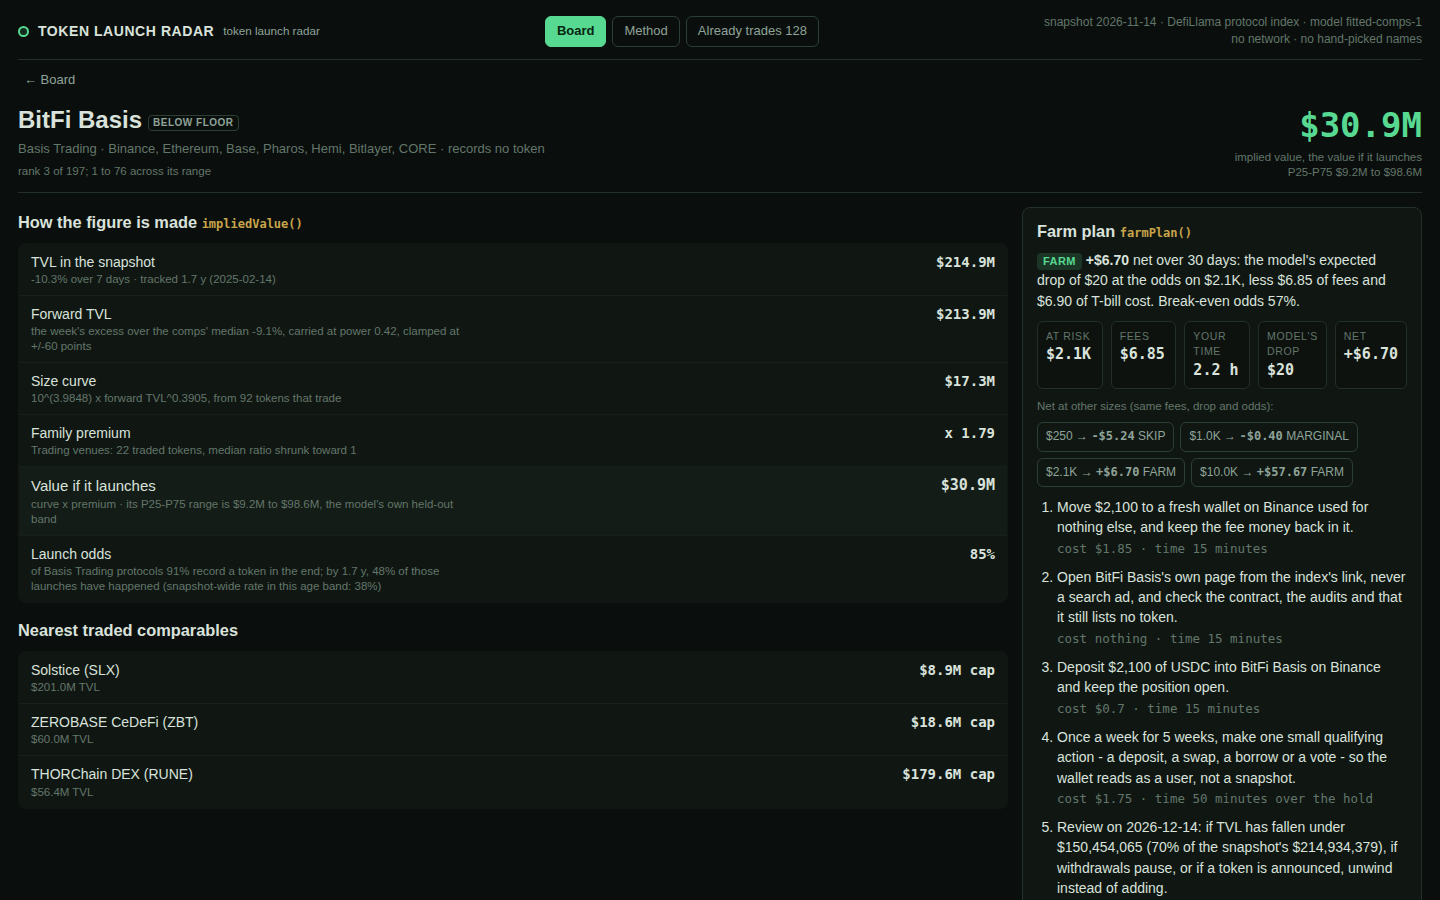 TOKEN LAUNCH RADAR token launch radar
Board Method Already trades 128
snapshot 2026-11-14 · DefiLlama protocol index · model fitted-comps-1
no network · no hand-picked names
← Board
BitFi Basis BELOW FLOOR
Basis Trading · Binance, Ethereum, Base, Pharos, Hemi, Bitlayer, CORE · records no token
rank 3 of 197; 1 to 76 across its range
$30.9M
implied value, the value if it launches
P25-P75 $9.2M to $98.6M
How the figure is made impliedValue()
TVL in the snapshot $214.9M
-10.3% over 7 days · tracked 1.7 y (2025-02-14)
Forward TVL $213.9M
the week's excess over the comps' median -9.1%, carried at power 0.42, clamped at
+/-60 points
Size curve $17.3M
10^(3.9848) x forward TVL^0.3905, from 92 tokens that trade
Family premium x 1.79
Trading venues: 22 traded tokens, median ratio shrunk toward 1
Value if it launches $30.9M
curve x premium · its P25-P75 range is $9.2M to $98.6M, the model's own held-out
band
Launch odds 85%
of Basis Trading protocols 91% record a token in the end; by 1.7 y, 48% of those
launches have happened (snapshot-wide rate in this age band: 38%)
Nearest traded comparables
Solstice (SLX) $8.9M cap
$201.0M TVL
ZEROBASE CeDeFi (ZBT) $18.6M cap
$60.0M TVL
THORChain DEX (RUNE) $179.6M cap
$56.4M TVL
Farm plan farmPlan()
FARM +$6.70 net over 30 days: the model's expected
drop of $20 at the odds on $2.1K, less $6.85 of fees and
$6.90 of T-bill cost. Break-even odds 57%.
AT RISK
$2.1K
FEES
$6.85
YOUR
TIME
2.2 h
MODEL'S
DROP
$20
NET
+$6.70
Net at other sizes (same fees, drop and odds):
$250 → -$5.24 SKIP $1.0K → -$0.40 MARGINAL
$2.1K → +$6.70 FARM $10.0K → +$57.67 FARM
1. Move $2,100 to a fresh wallet on Binance used for
nothing else, and keep the fee money back in it.
cost $1.85 · time 15 minutes
2. Open BitFi Basis's own page from the index's link, never
a search ad, and check the contract, the audits and that
it still lists no token.
cost nothing · time 15 minutes
3. Deposit $2,100 of USDC into BitFi Basis on Binance
and keep the position open.
cost $0.7 · time 15 minutes
4. Once a week for 5 weeks, make one small qualifying
action - a deposit, a swap, a borrow or a vote - so the
wallet reads as a user, not a snapshot.
cost $1.75 · time 50 minutes over the hold
5. Review on 2026-12-14: if TVL has fallen under
$150,454,065 (70% of the snapshot's $214,934,379), if
withdrawals pause, or if a token is announced, unwind
instead of adding.